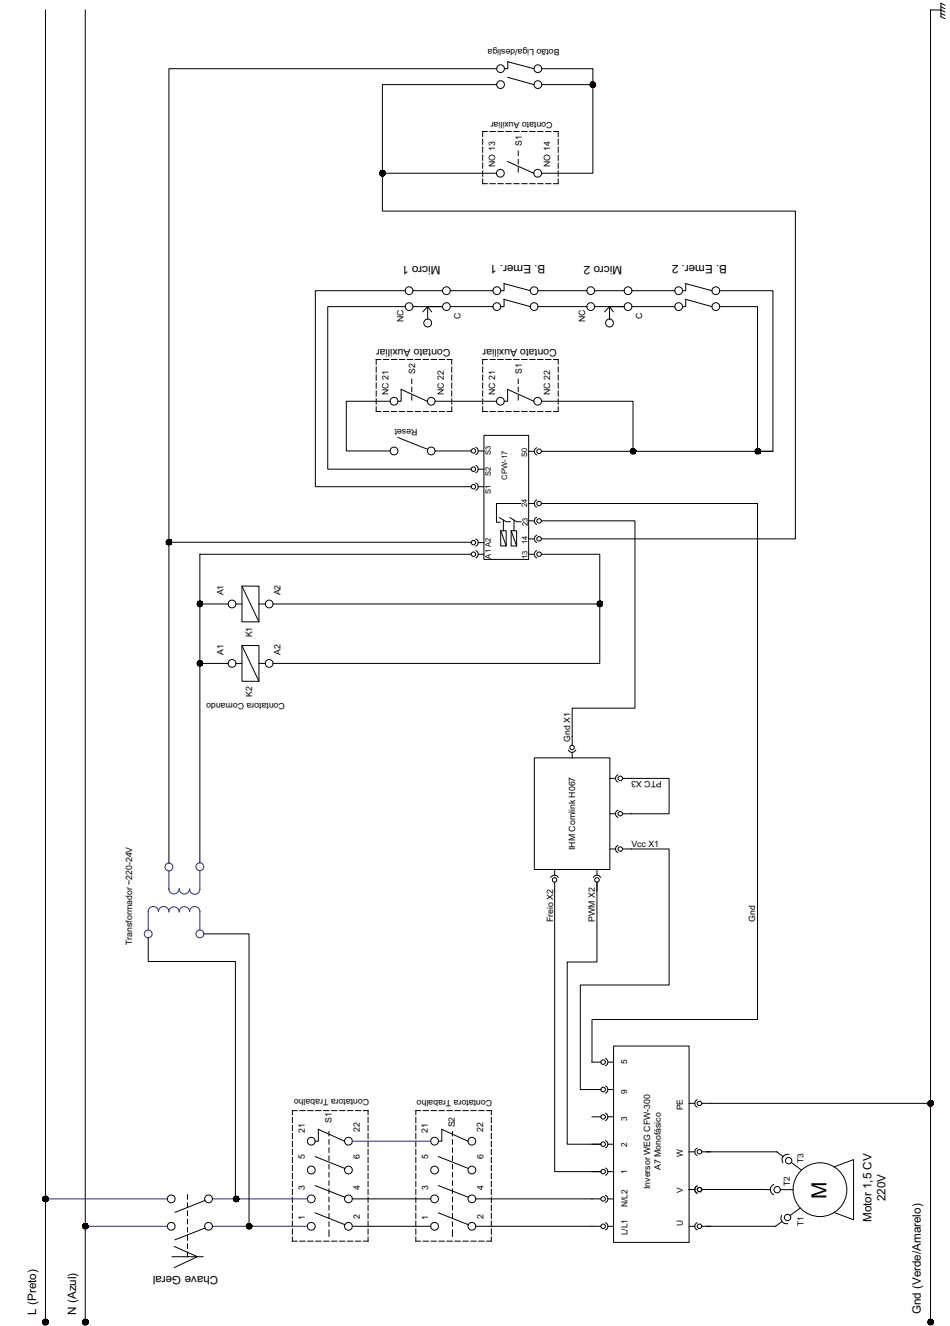 Botão Liga/desliga
Contato Auxiliar
NO 13
S1
NO 14
Micro 1
B. Emer. 1
Micro 2
B. Emer. 2
NC
C
NC
C
Contato Auxiliar
NC 21
S2
NC 22
Contato Auxiliar
NC 21
S1
NC 22
Reset
S3
S2
S1
CPW-17
S0
24
23
14
13
A1
A2
A1
K1
A2
A1
K2
A2
Contatora Comando
Gnd X1
IHM Comlink H067
PTC X3
Vcc X1
Freio X2
PWM X2
Gnd
Transformador ~220-24V
Contatora Trabalho
21
S1
22
5
6
3
4
1
2
Contatora Trabalho
21
S2
22
5
6
3
4
1
2
Chave Geral
L (Preto)
N (Azul)
5
9
3
2
1
N/L2
L/L1
Inversor WEG CFW-300
A7 Monofásico
PE
W
V
U
T3
T2
T1
M
Motor 1,5 CV
220V
Gnd (Verde/Amarelo)